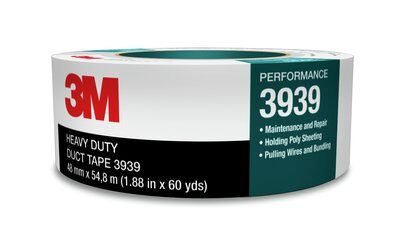 3M
HEAVY DUTY
DUCT TAPE 3939
48 mm x 54,8 m (1.88 in x 60 yds)
PERFORMANCE
3939
• Maintenance and Repair
• Holding Poly Sheeting
• Pulling Wires and Bundling